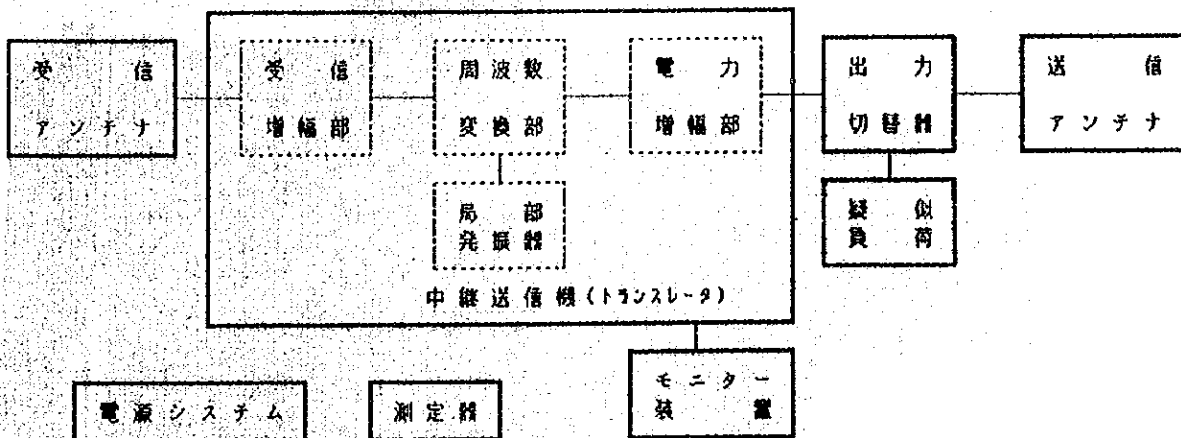 受信
アンテナ
受信
増幅部
周波数
変換部
電力
増幅部
出力
切替器
送信
アンテナ
局部
発振器
疑似
負荷
中継送信機(トランスレータ)
電源システム
測定器
モニター
装置